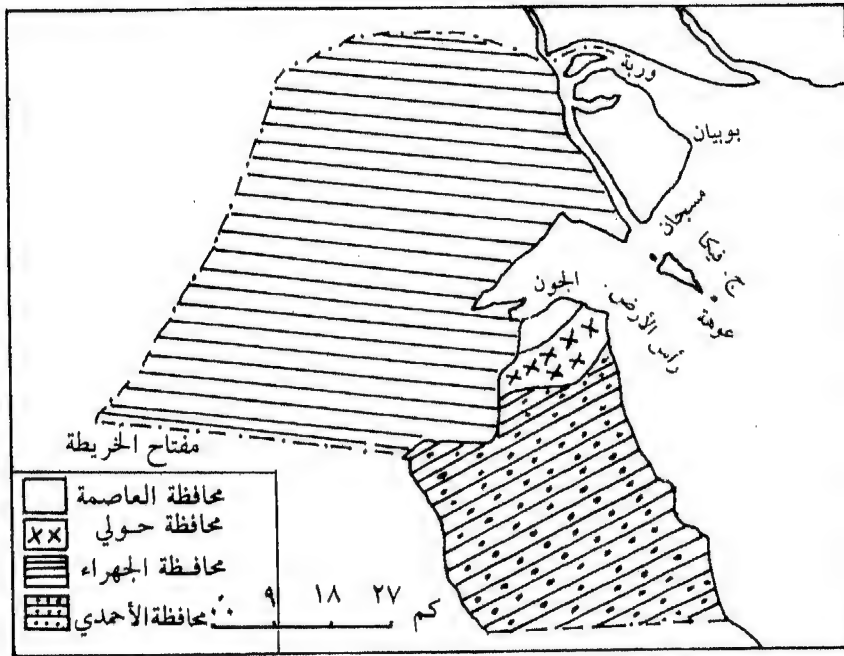 وربة
بوبيان
مسجان
ج. فيلكا
عوهة
الجون
رأس الأرض
مفتاح الخريطة
محافظة العاصمة
محافظة حولي
محافظة الجهراء
محافظة الأحمدي
٩ ١٨ ٢٧ كم